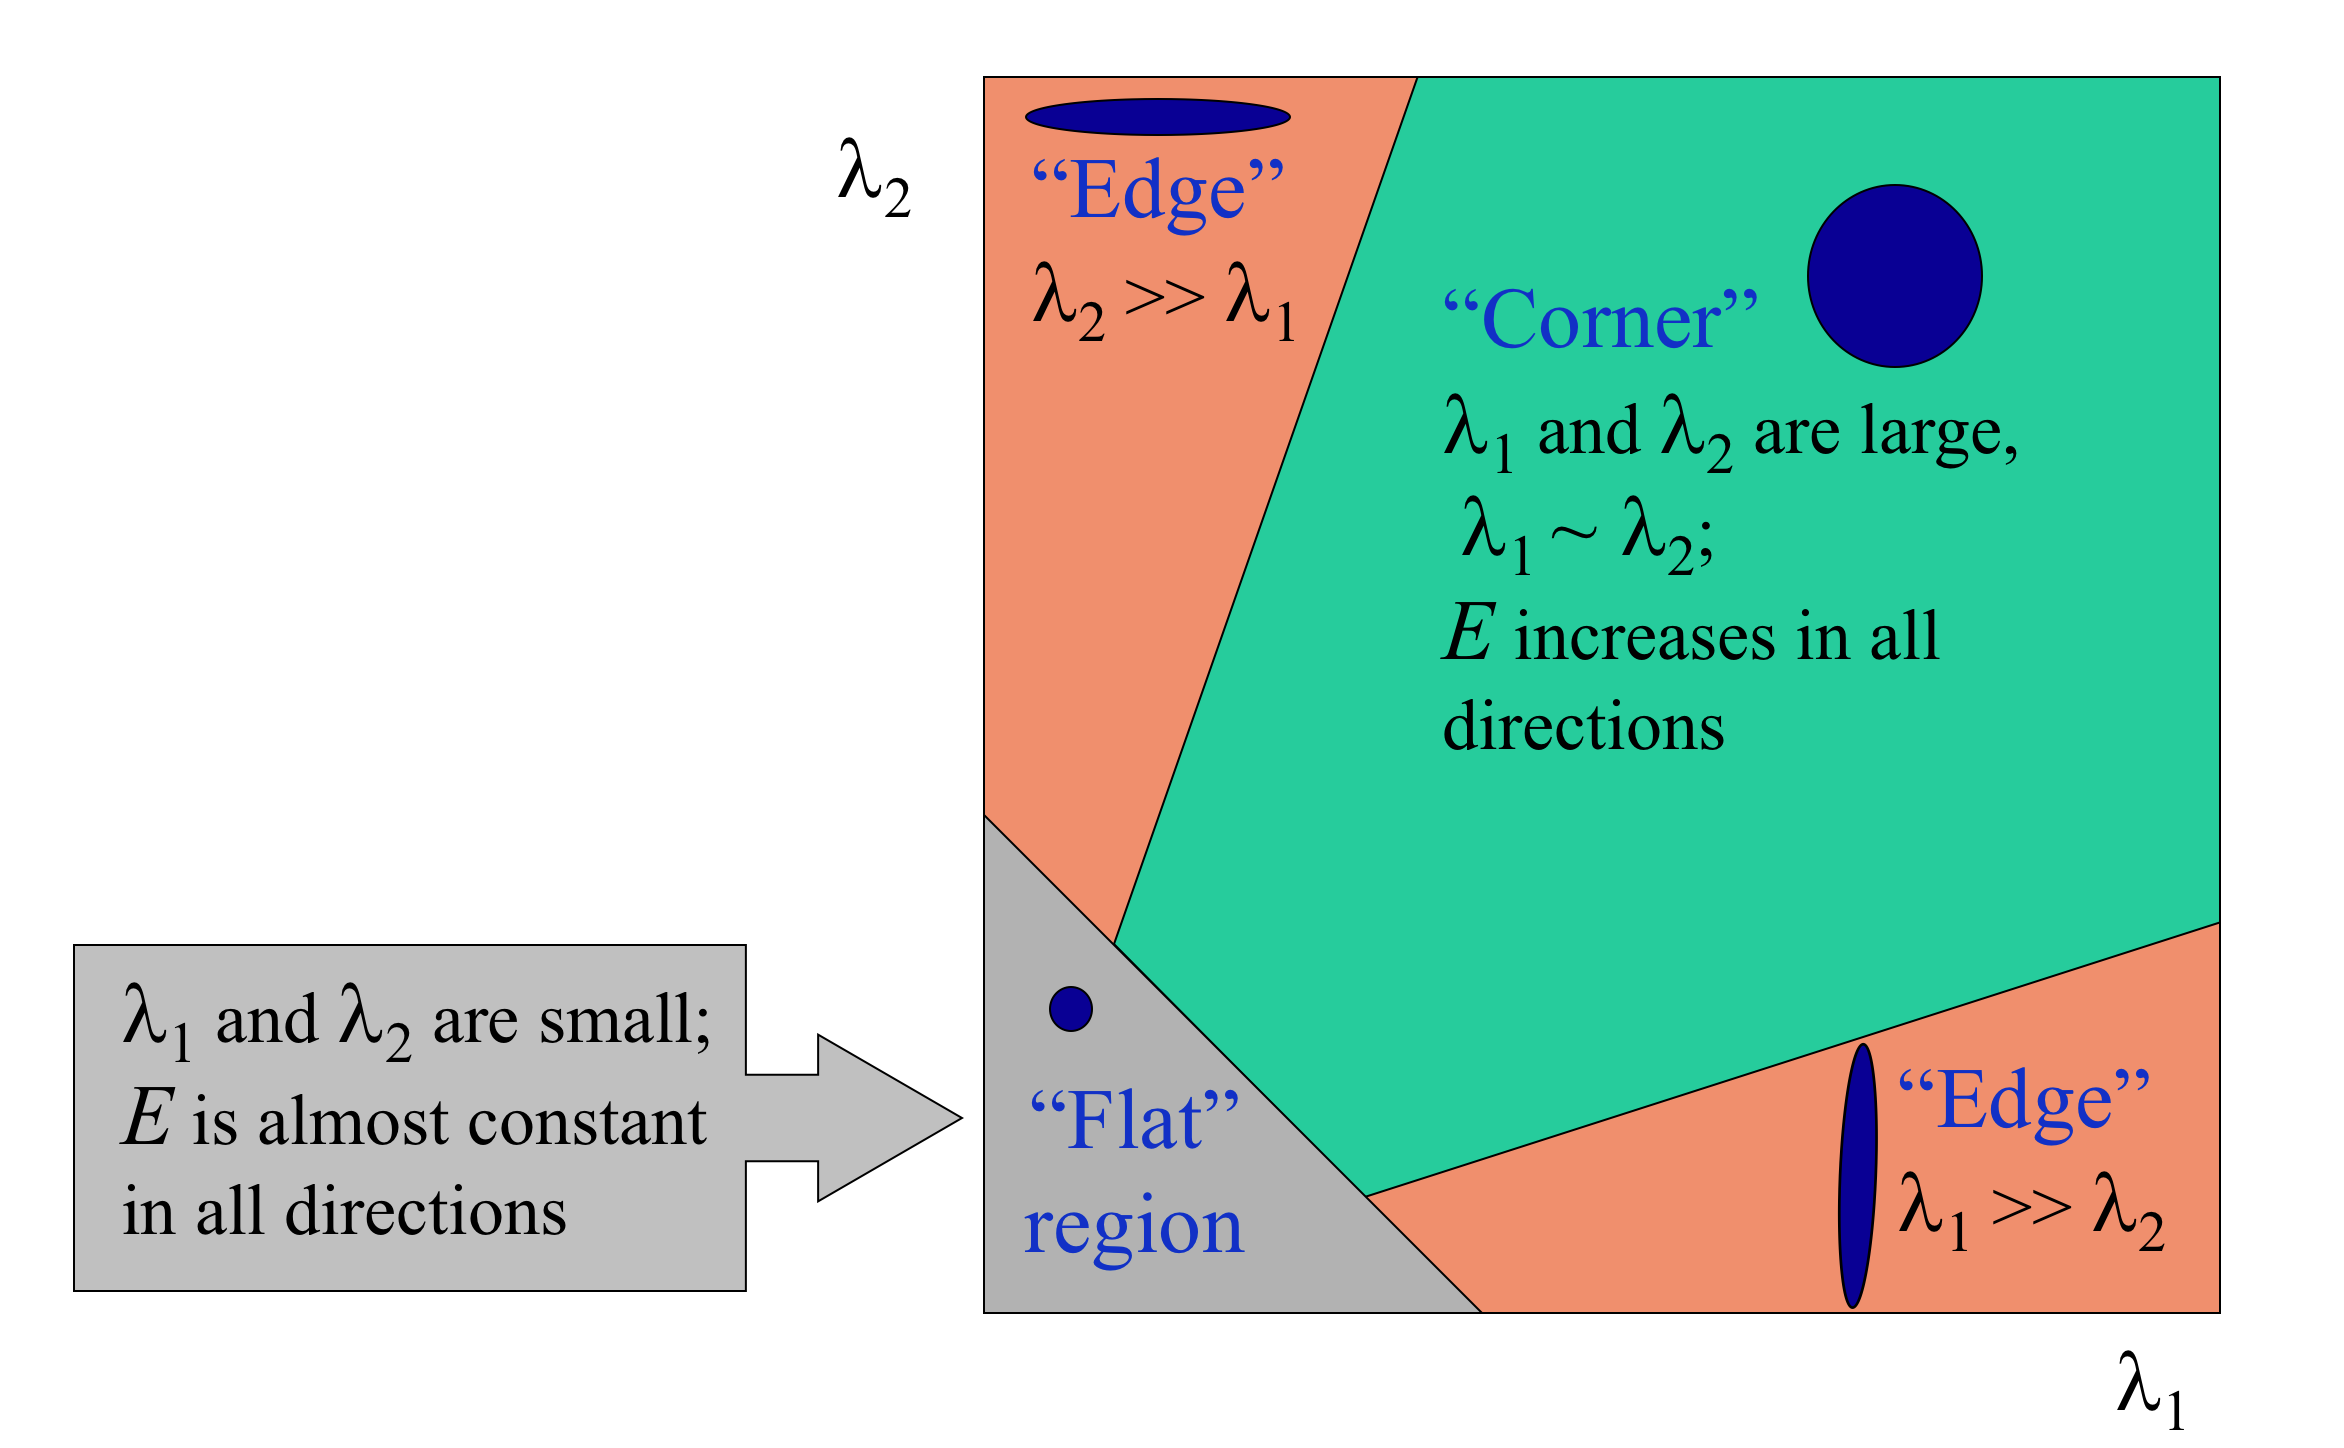 λ₂
“Edge”
λ₂ >> λ₁
“Corner”
λ₁ and λ₂ are large,
λ₁ ~ λ₂;
E increases in all
directions
λ₁ and λ₂ are small;
E is almost constant
in all directions
“Flat”
region
“Edge”
λ₁ >> λ₂
λ₁